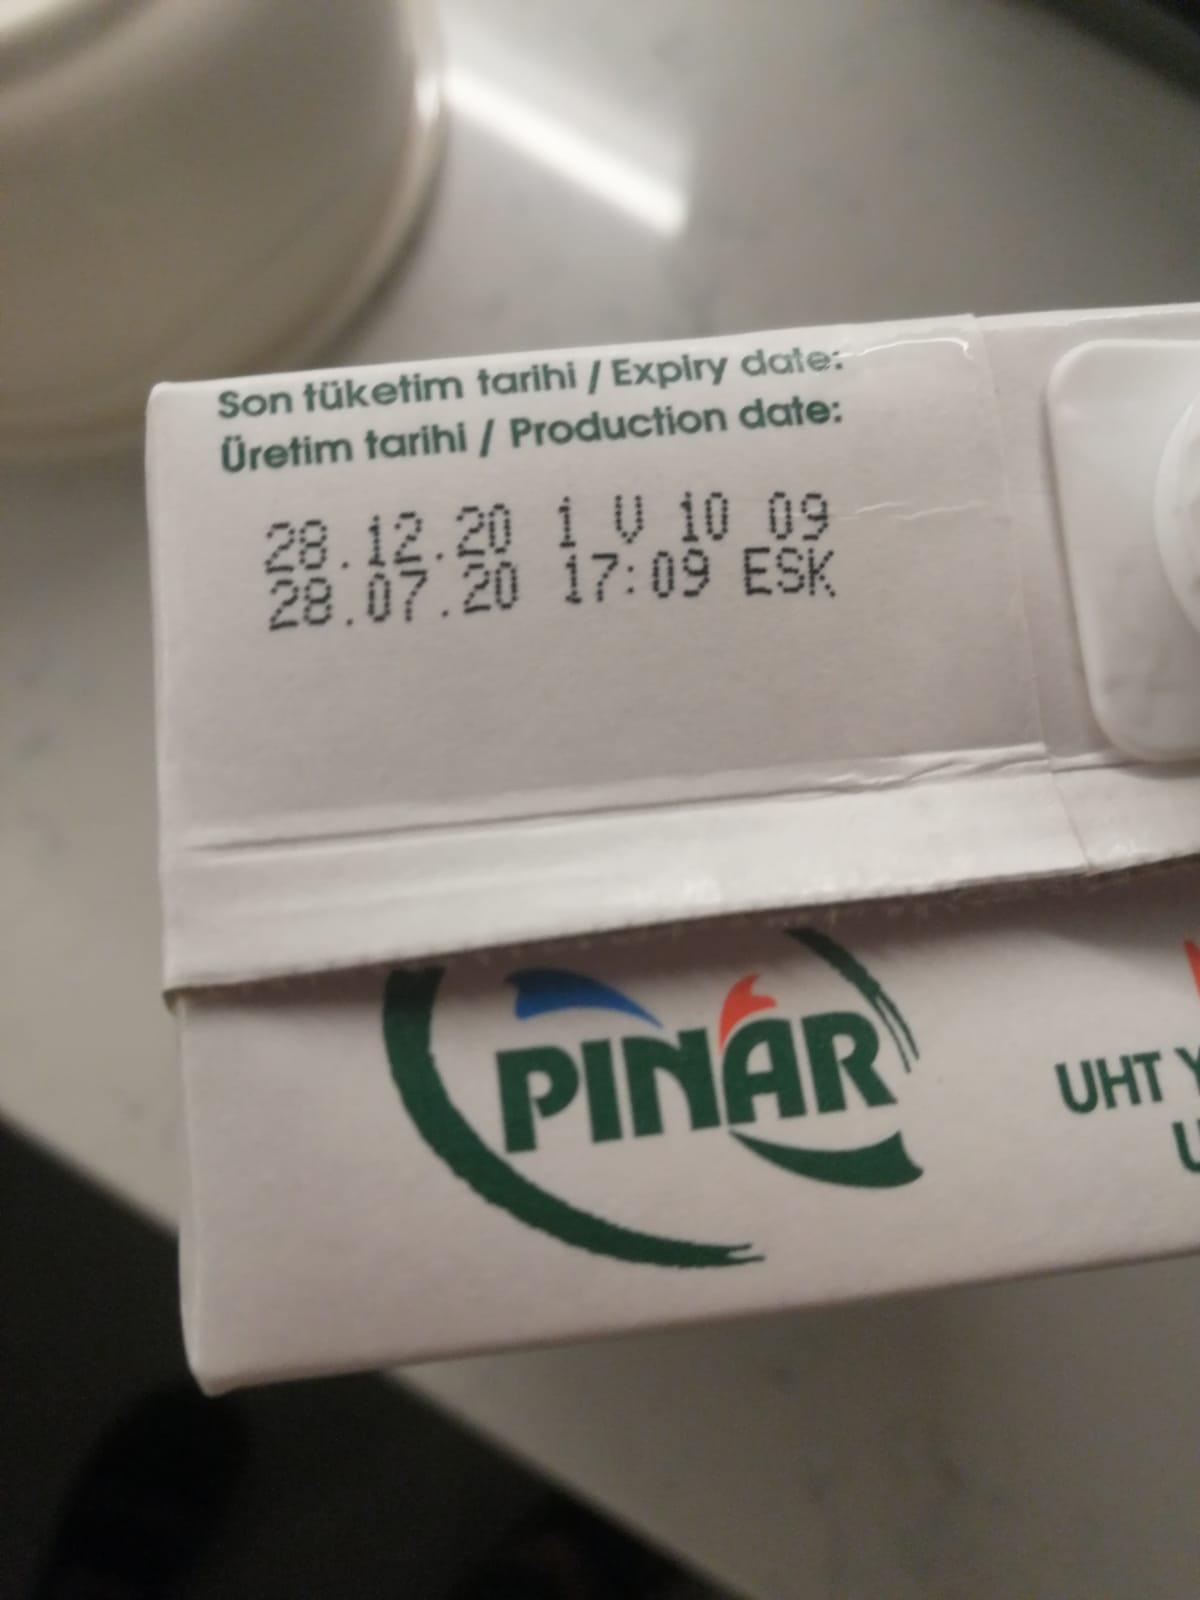 Son tüketim tarihi / Expiry date:
Üretim tarihi / Production date:
28.12.20 1 V 10 09
28.07.20 17:09 ESK
PINAR
UHT